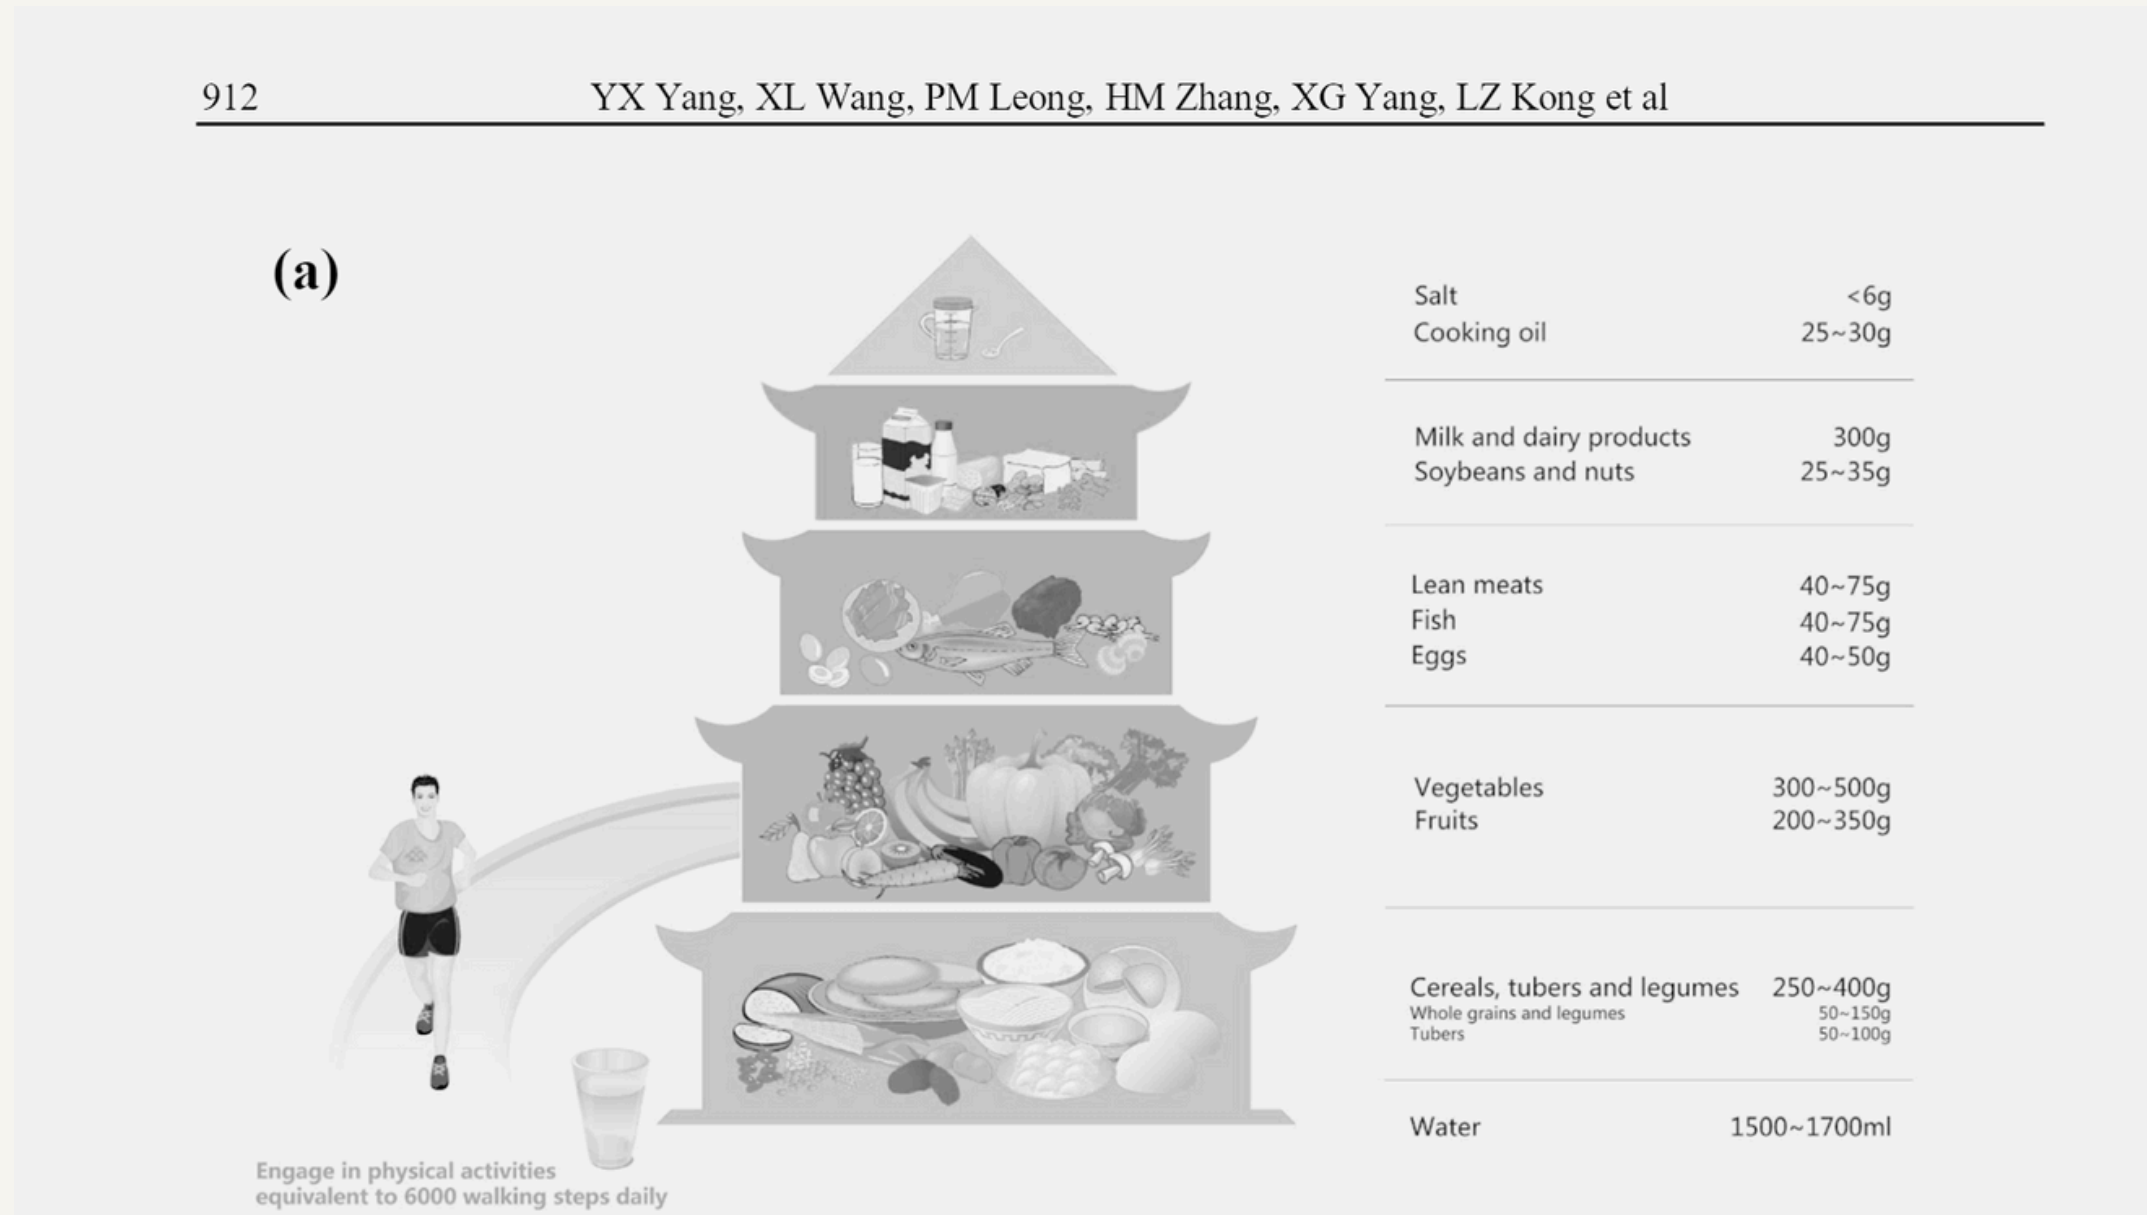 912 YX Yang, XL Wang, PM Leong, HM Zhang, XG Yang, LZ Kong et al
(a)
Salt <6g
Cooking oil 25~30g
Milk and dairy products 300g
Soybeans and nuts 25~35g
Lean meats 40~75g
Fish 40~75g
Eggs 40~50g
Vegetables 300~500g
Fruits 200~350g
Cereals, tubers and legumes 250~400g
Whole grains and legumes 50~150g
Tubers 50~100g
Water 1500~1700ml
Engage in physical activities
equivalent to 6000 walking steps daily